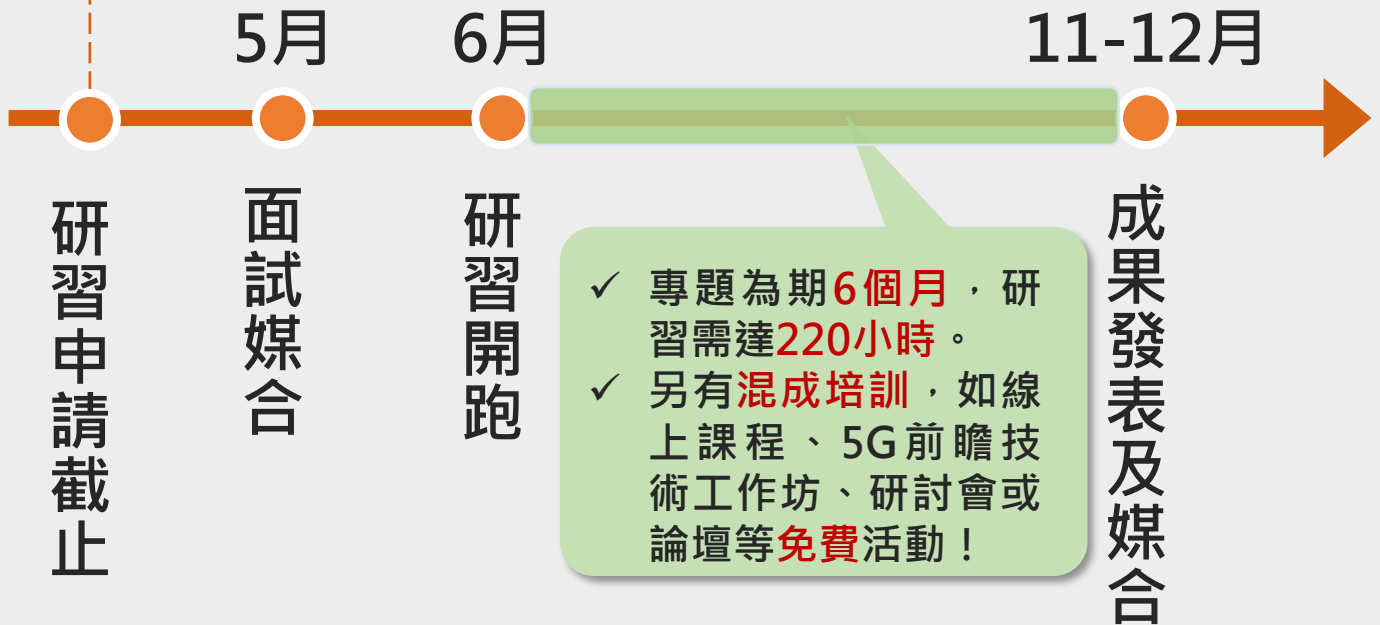 5月
6月
11-12月
研習申請截止
面試媒合
研習開跑
✓ 專題為期6個月，研
習需達220小時。
✓ 另有混成培訓，如線
上課程、5G前瞻技
術工作坊、研討會或
論壇等免費活動！
成果發表及媒合